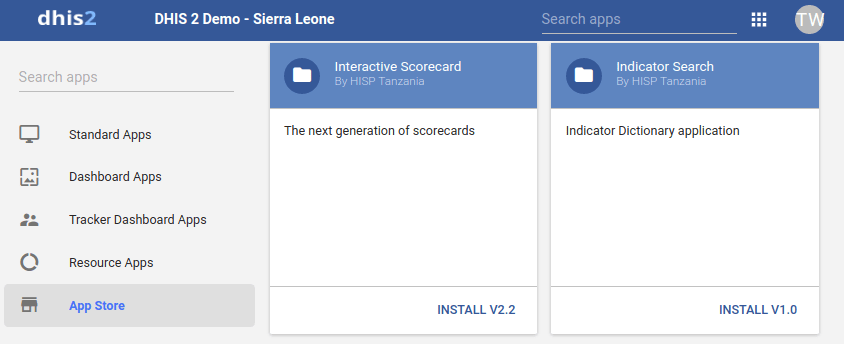 dhis2
DHIS 2 Demo - Sierra Leone
Search apps
TW
Search apps
Standard Apps
Dashboard Apps
Tracker Dashboard Apps
Resource Apps
App Store
Interactive Scorecard
By HISP Tanzania
The next generation of scorecards
INSTALL V2.2
Indicator Search
By HISP Tanzania
Indicator Dictionary application
INSTALL V1.0